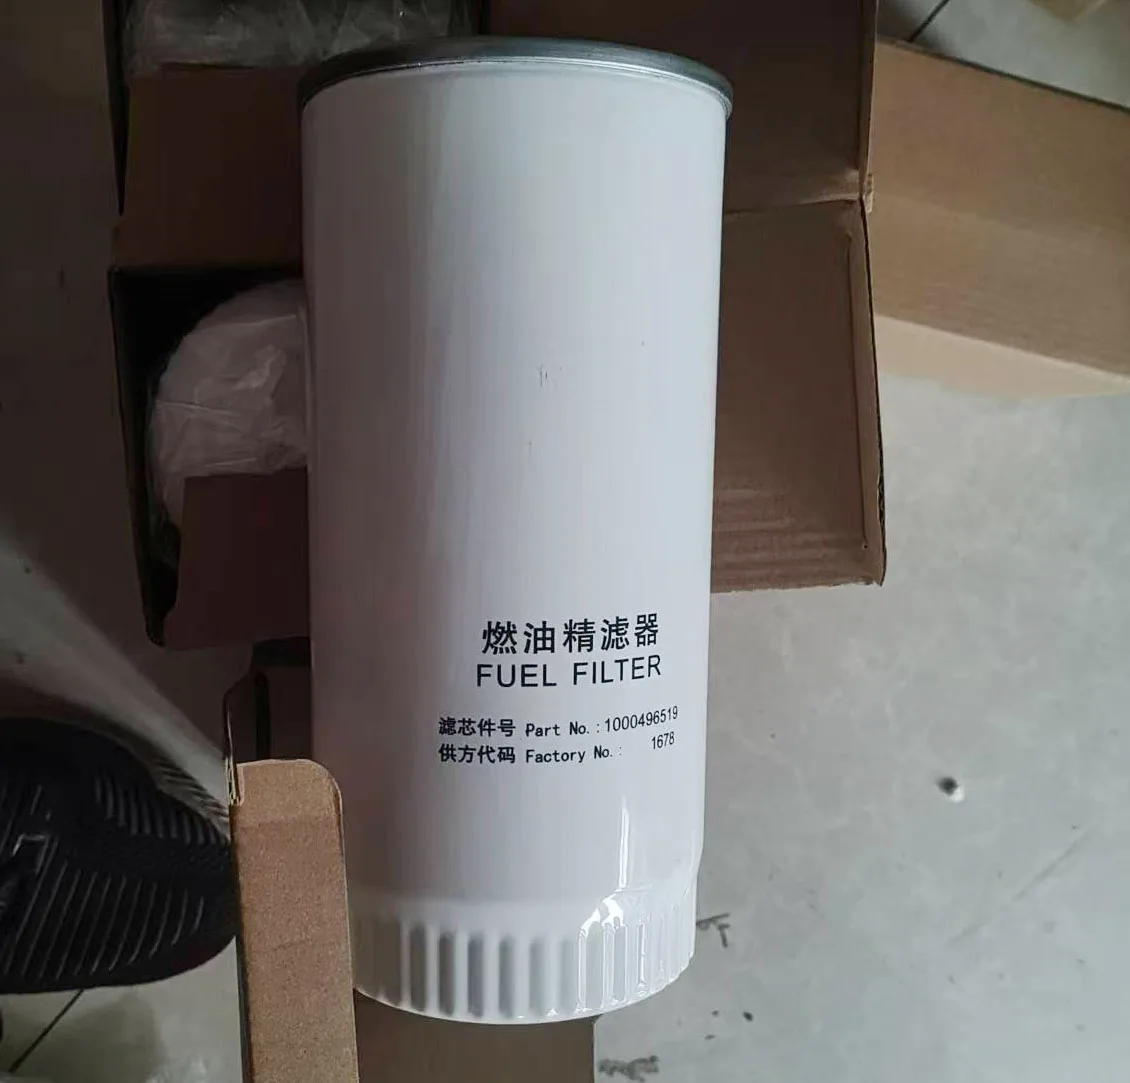 燃油精滤器
FUEL FILTER
滤芯件号 Part No.:1000496519
供方代码 Factory No.: 1678